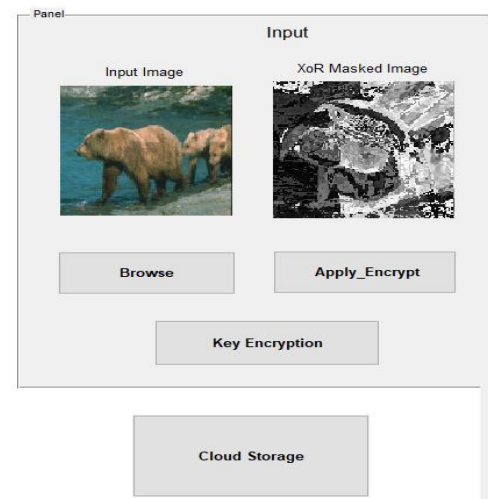 Panel
Input
Input Image
XoR Masked Image
Browse
Apply_Encrypt
Key Encryption
Cloud Storage